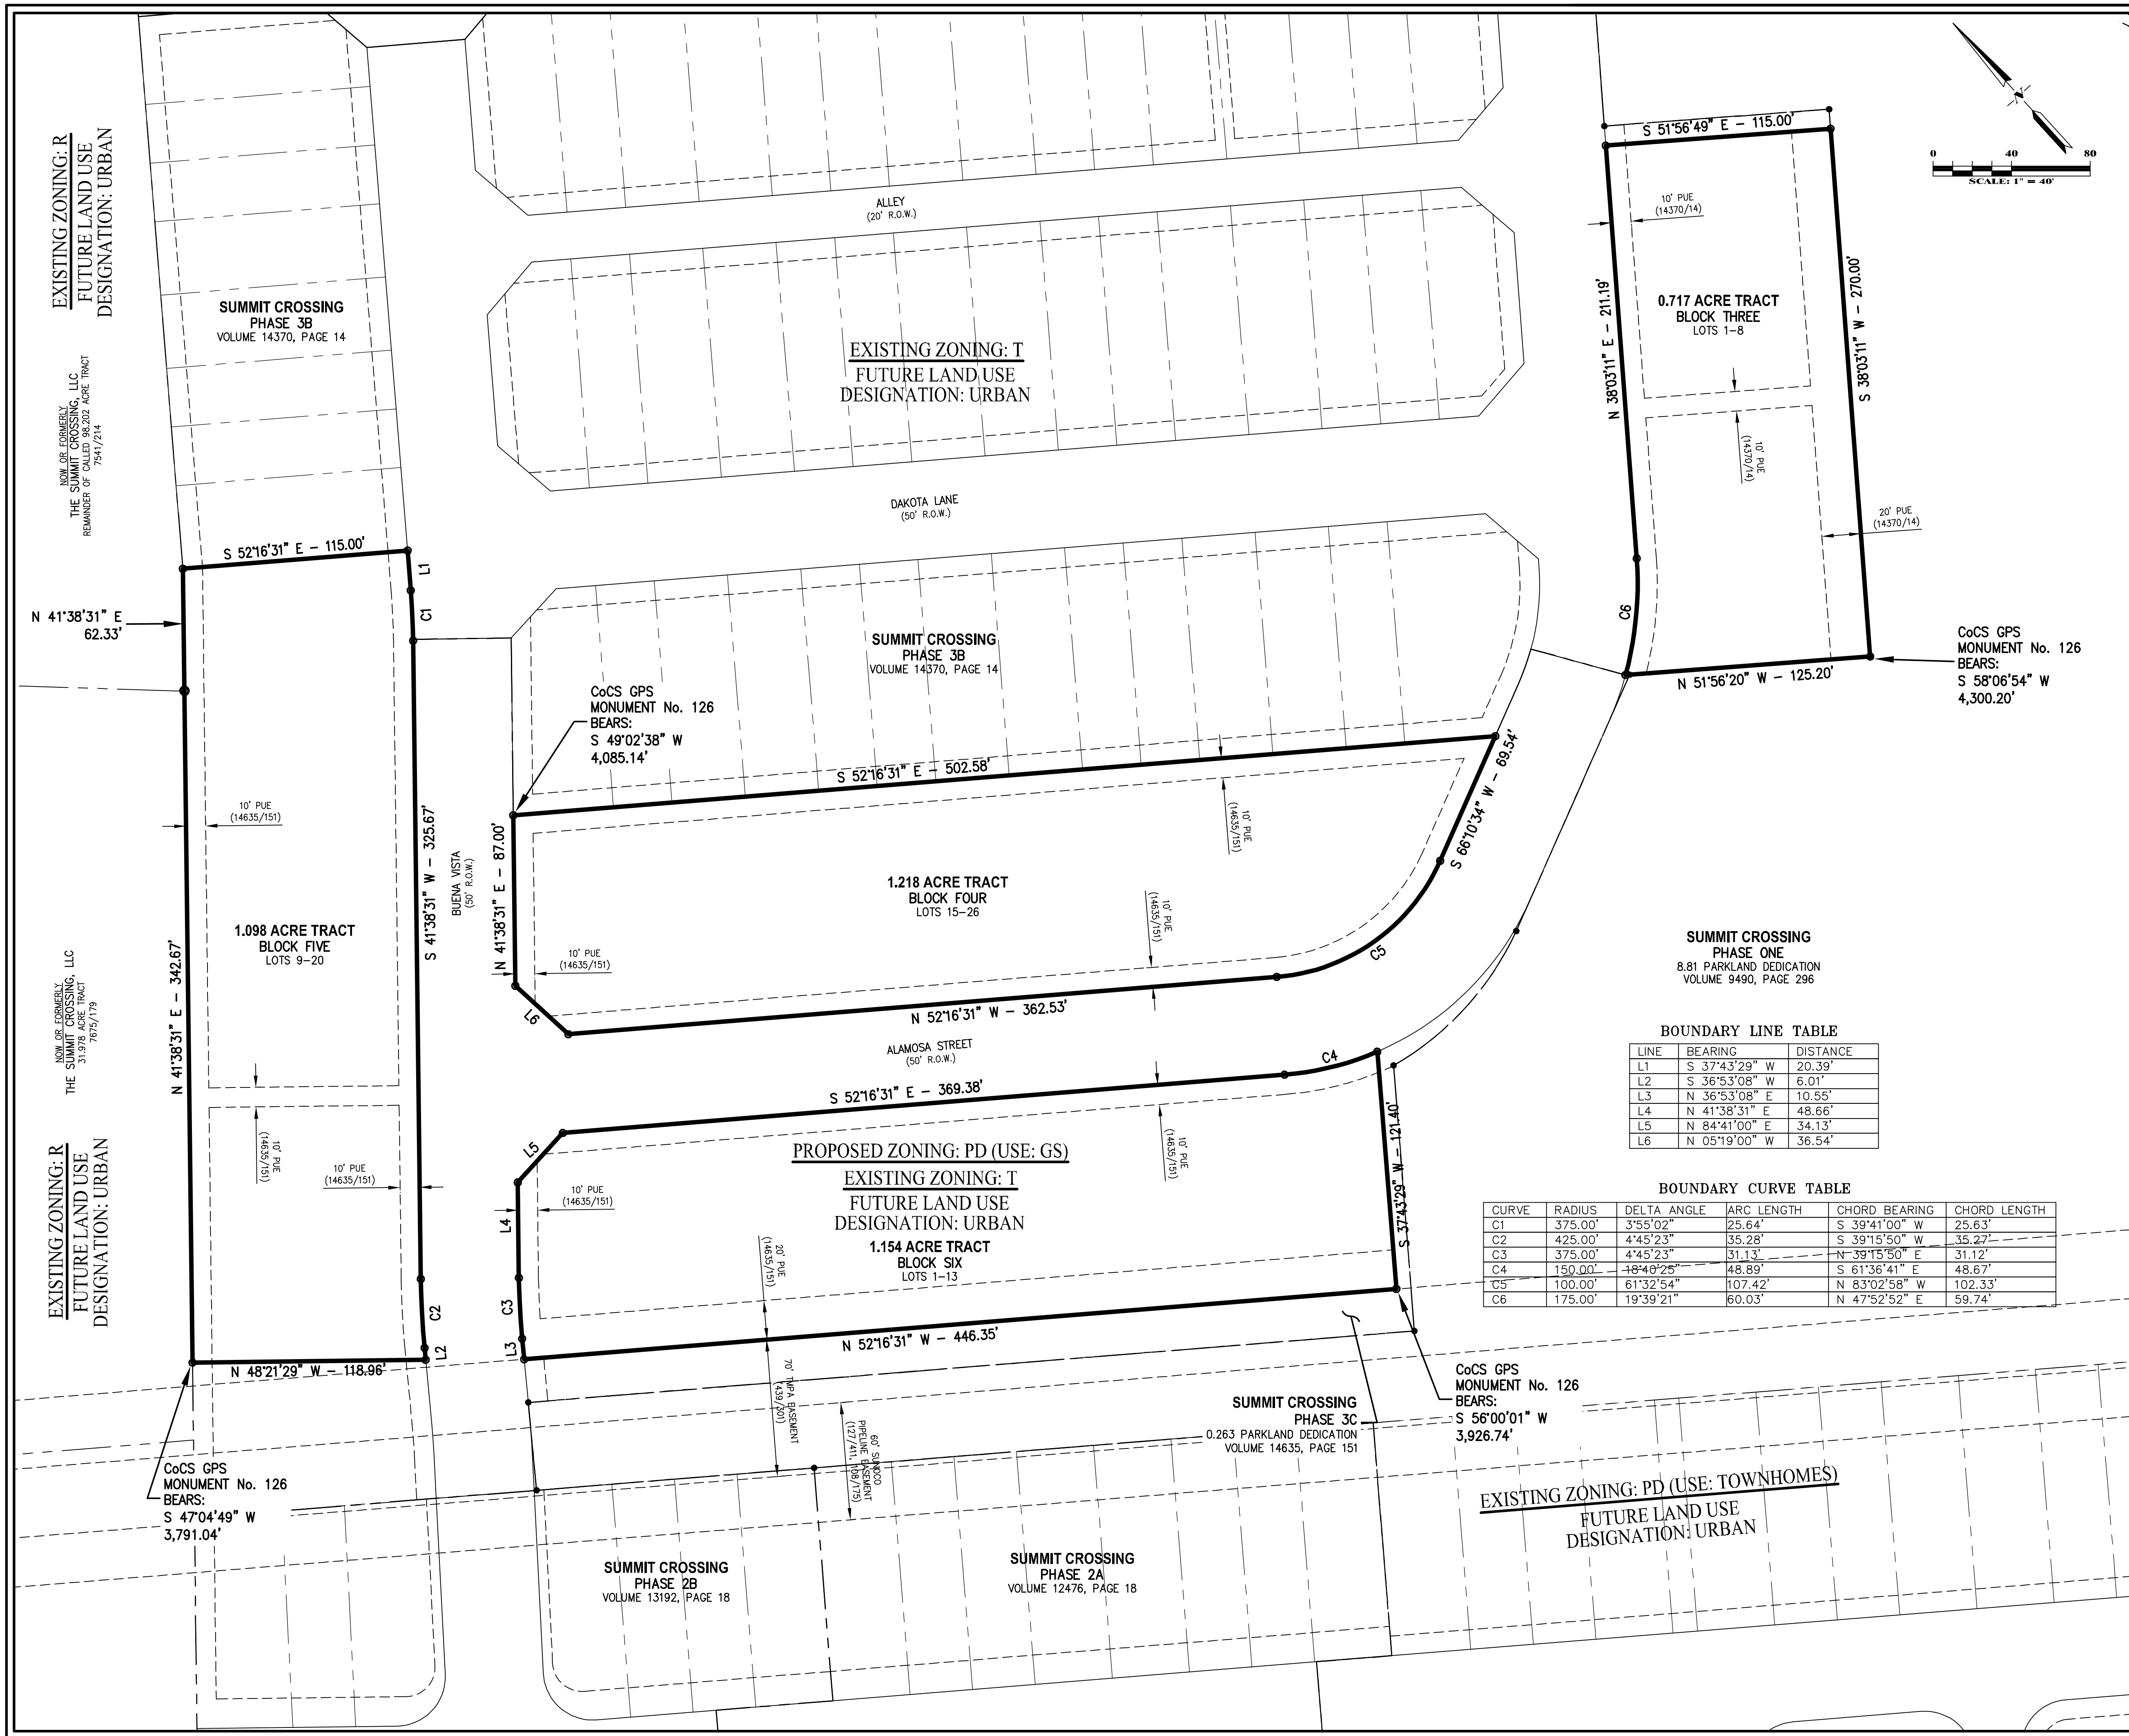 EXISTING ZONING: R
FUTURE LAND USE
DESIGNATION: URBAN
NOW OR FORMERLY
THE SUMMIT CROSSING, LLC
REMAINDER OF CALLED 98.202 ACRE TRACT
7541/214
SUMMIT CROSSING
PHASE 3B
VOLUME 14370, PAGE 14
ALLEY
(20' R.O.W.)
EXISTING ZONING: T
FUTURE LAND USE
DESIGNATION: URBAN
DAKOTA LANE
(50' R.O.W.)
N
0 40 80
SCALE: 1" = 40'
S 51°56'49" E - 115.00'
10' PUE
(14370/14)
N 38°03'11" E - 211.19'
0.717 ACRE TRACT
BLOCK THREE
LOTS 1-8
S 38°03'11" W - 270.00'
10' PUE
(14370/14)
20' PUE
(14370/14)
C6
N 51°56'20" W - 125.20'
CoCS GPS
MONUMENT No. 126
BEARS:
S 58°06'54" W
4,300.20'
S 52°16'31" E - 115.00'
L1
C1
N 41°38'31" E
62.33'
SUMMIT CROSSING
PHASE 3B
VOLUME 14370, PAGE 14
CoCS GPS
MONUMENT No. 126
BEARS:
S 49°02'38" W
4,085.14'
S 52°16'31" E - 502.58'
S 66°10'34" W - 69.54'
10' PUE
(14635/151)
10' PUE
(14635/151)
S 41°38'31" W - 325.67'
BUENA VISTA
(50' R.O.W.)
N 41°38'31" E - 87.00'
1.218 ACRE TRACT
BLOCK FOUR
LOTS 15-26
10' PUE
(14635/151)
10' PUE
(14635/151)
C5
L6
N 52°16'31" W - 362.53'
1.098 ACRE TRACT
BLOCK FIVE
LOTS 9-20
N 41°38'31" E - 342.67'
NOW OR FORMERLY
THE SUMMIT CROSSING, LLC
31.978 ACRE TRACT
7675/179
ALAMOSA STREET
(50' R.O.W.)
C4
S 52°16'31" E - 369.38'
SUMMIT CROSSING
PHASE ONE
8.81 PARKLAND DEDICATION
VOLUME 9490, PAGE 296
BOUNDARY LINE TABLE
LINE BEARING DISTANCE
L1 S 37°43'29" W 20.39'
L2 S 36°53'08" W 6.01'
L3 N 36°53'08" E 10.55'
L4 N 41°38'31" E 48.66'
L5 N 84°41'00" E 34.13'
L6 N 05°19'00" W 36.54'
BOUNDARY CURVE TABLE
CURVE RADIUS DELTA ANGLE ARC LENGTH CHORD BEARING CHORD LENGTH
C1 375.00' 3°55'02" 25.64' S 39°41'00" W 25.63'
C2 425.00' 4°45'23" 35.28' S 39°15'50" W 35.27'
C3 375.00' 4°45'23" 31.13' N 39°15'50" E 31.12'
C4 150.00' 18°40'25" 48.89' S 61°36'41" E 48.67'
C5 100.00' 61°32'54" 107.42' N 83°02'58" W 102.33'
C6 175.00' 19°39'21" 60.03' N 47°52'52" E 59.74'
EXISTING ZONING: R
FUTURE LAND USE
DESIGNATION: URBAN
10' PUE
(14635/151)
10' PUE
(14635/151)
L5
10' PUE
(14635/151)
L4
PROPOSED ZONING: PD (USE: GS)
EXISTING ZONING: T
FUTURE LAND USE
DESIGNATION: URBAN
1.154 ACRE TRACT
BLOCK SIX
LOTS 1-13
10' PUE
(14635/151)
S 37°43'29" W - 121.40'
20' PUE
(14635/151)
C2
C3
L2
L3
N 48°21'29" W - 118.96'
N 52°16'31" W - 446.35'
70' TMPA EASEMENT
(439/301)
60' SUNOCO
PIPELINE EASEMENT
(127/411, 108/175)
SUMMIT CROSSING
PHASE 3C
0.263 PARKLAND DEDICATION
VOLUME 14635, PAGE 151
CoCS GPS
MONUMENT No. 126
BEARS:
S 56°00'01" W
3,926.74'
CoCS GPS
MONUMENT No. 126
BEARS:
S 47°04'49" W
3,791.04'
EXISTING ZONING: PD (USE: TOWNHOMES)
FUTURE LAND USE
DESIGNATION: URBAN
SUMMIT CROSSING
PHASE 2B
VOLUME 13192, PAGE 18
SUMMIT CROSSING
PHASE 2A
VOLUME 12476, PAGE 18